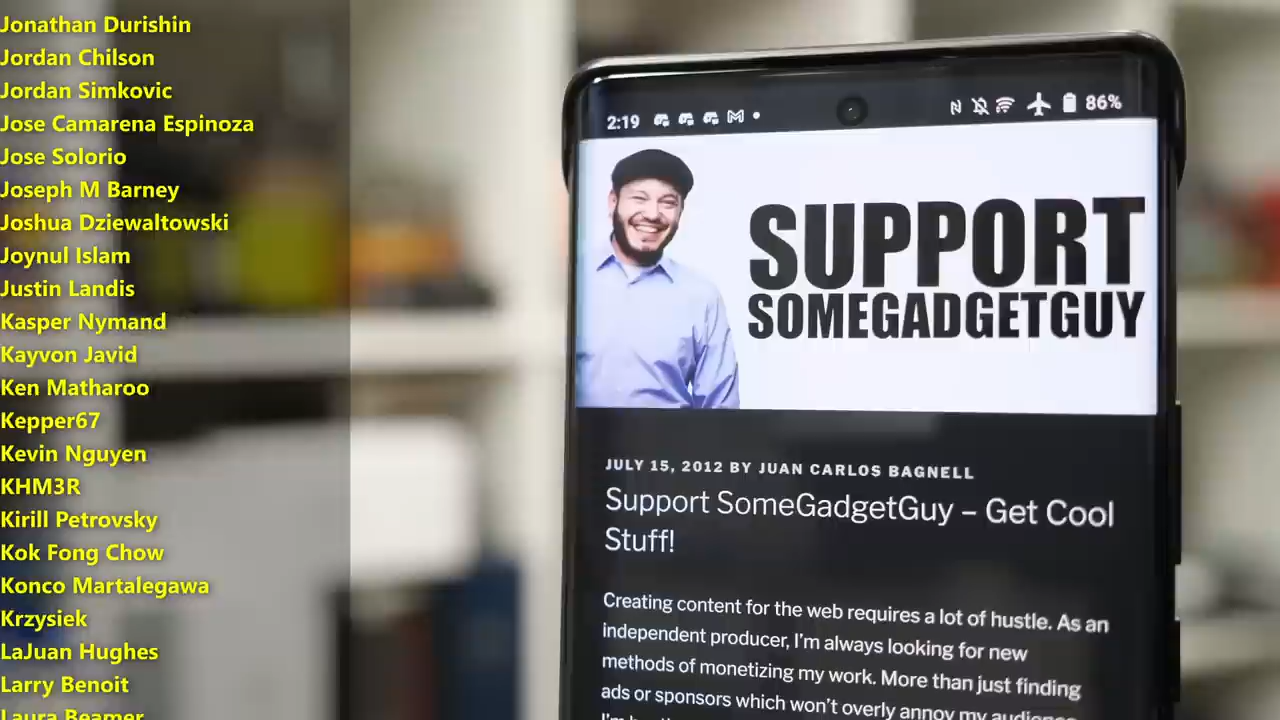 Jonathan Durishin
Jordan Chilson
Jordan Simkovic
Jose Camarena Espinoza
Jose Solorio
Joseph M Barney
Joshua Dziewaltowski
Joynul Islam
Justin Landis
Kasper Nymand
Kayvon Javid
Ken Matharoo
Kepper67
Kevin Nguyen
KHM3R
Kirill Petrovsky
Kok Fong Chow
Konco Martalegawa
Krzysiek
LaJuan Hughes
Larry Benoit
Laura Beamer
2:19
86%
SUPPORT
SOMEGADGETGUY
JULY 15, 2012 BY JUAN CARLOS BAGNELL
Support SomeGadgetGuy – Get Cool
Stuff!
Creating content for the web requires a lot of hustle. As an
independent producer, I'm always looking for new
methods of monetizing my work. More than just finding
ads or sponsors which won't overly annoy my audience